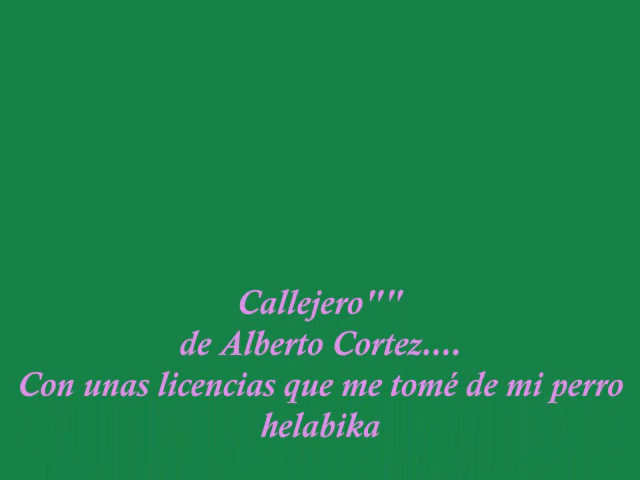 Callejero""
de Alberto Cortez....
Con unas licencias que me tomé de mi perro
helabika